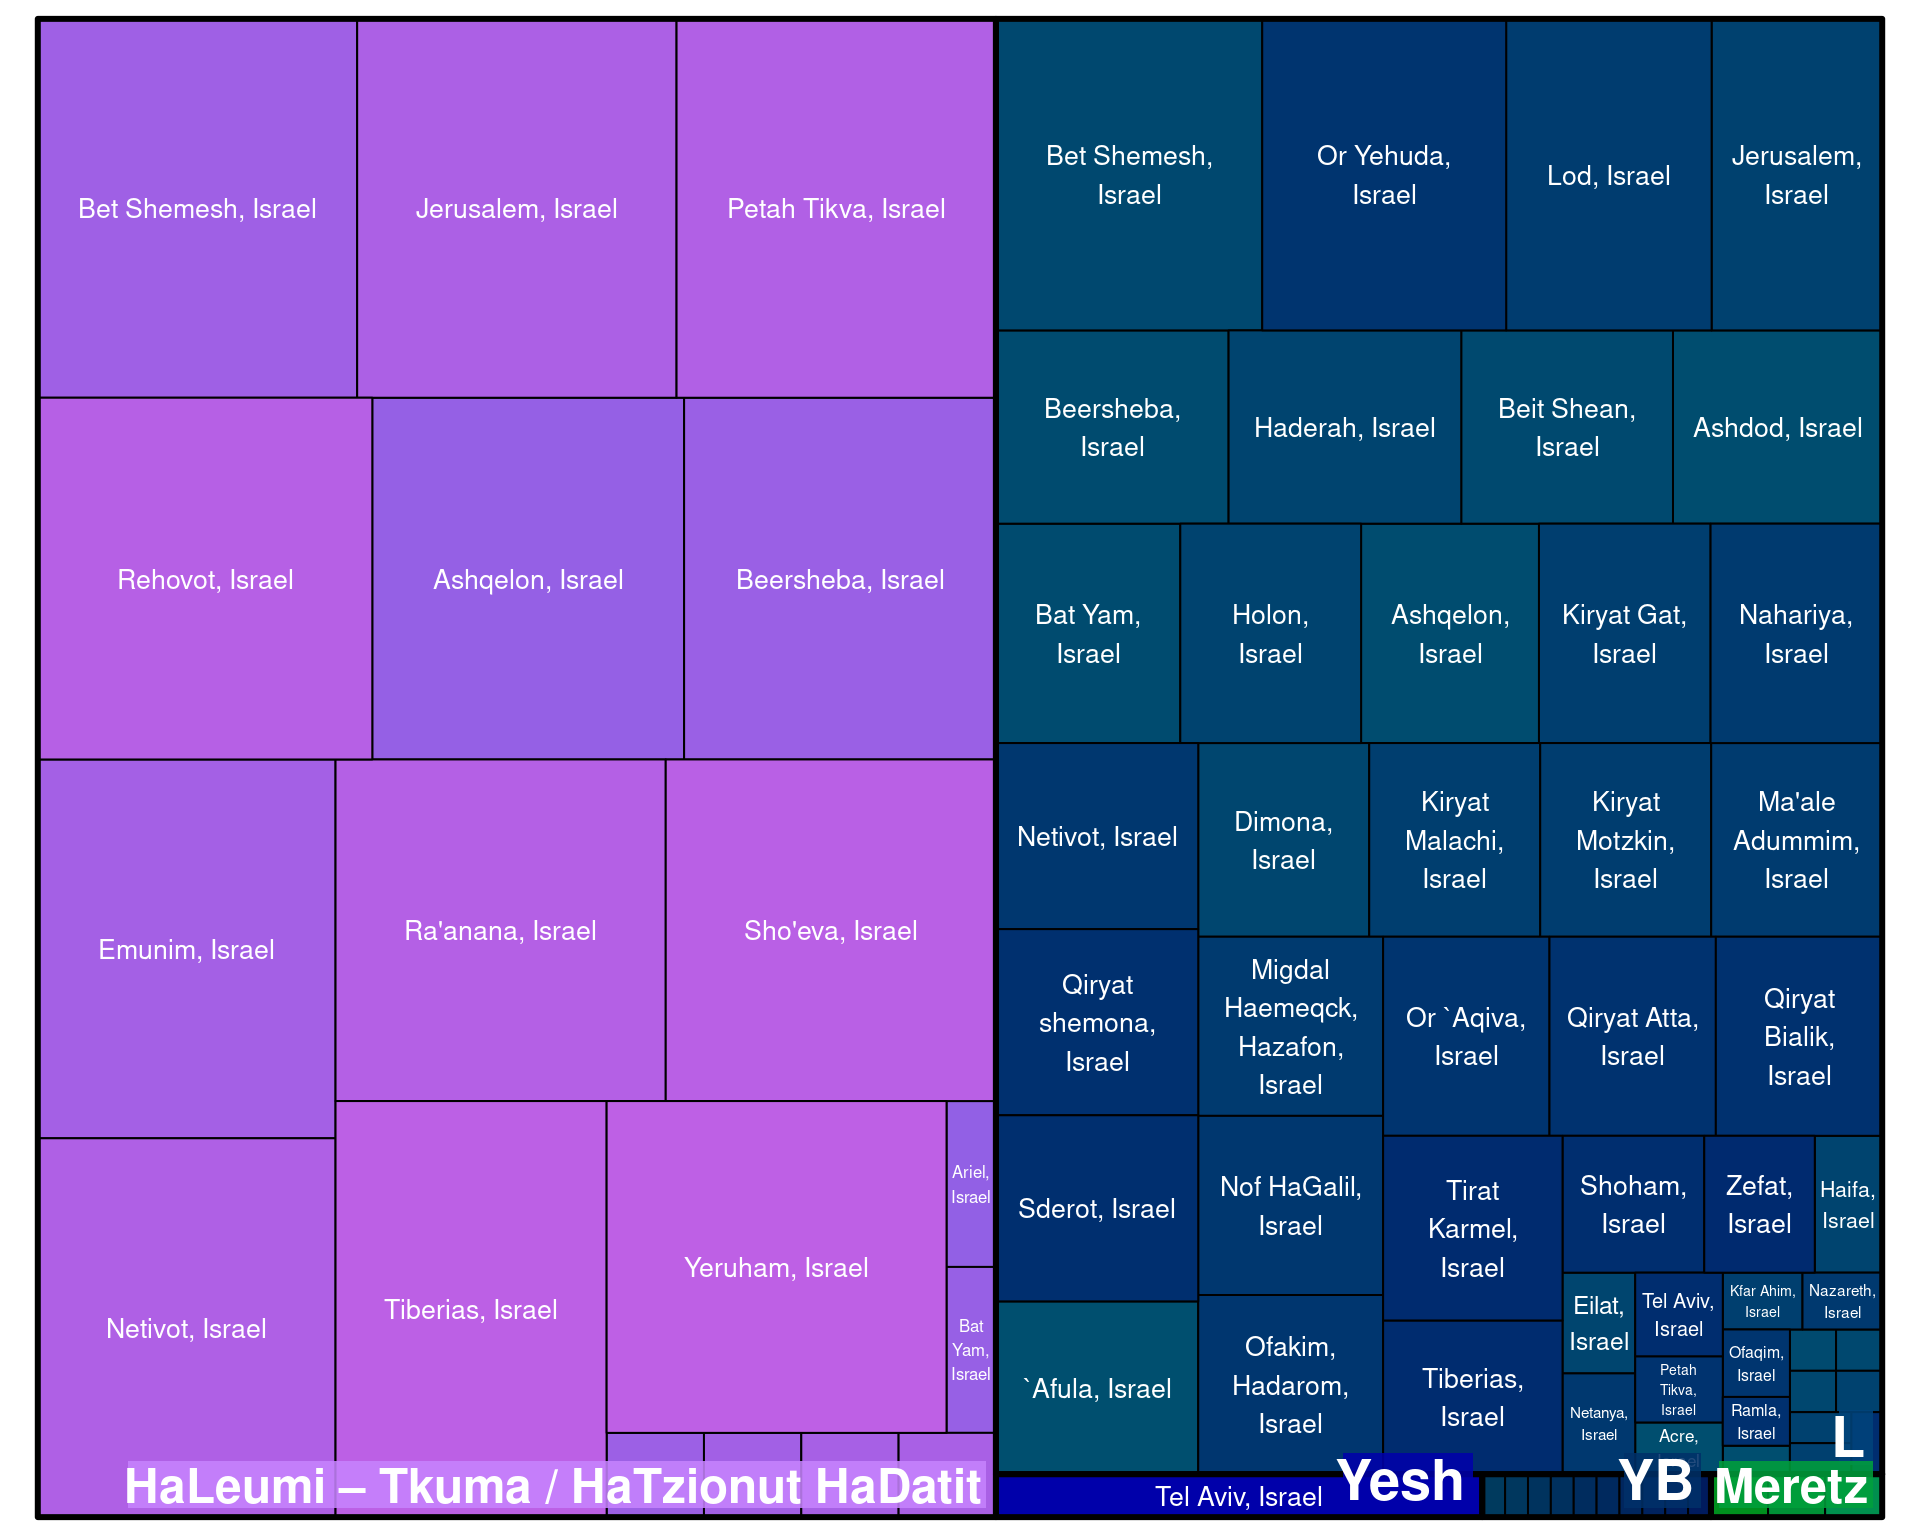 Bet Shemesh, Israel
Jerusalem, Israel
Petah Tikva, Israel
Rehovot, Israel
Ashqelon, Israel
Beersheba, Israel
Emunim, Israel
Ra'anana, Israel
Sho'eva, Israel
Netivot, Israel
Tiberias, Israel
Yeruham, Israel
Ariel,
Israel
Bat
Yam,
Israel
HaLeumi – Tkuma / HaTzionut HaDatit
Bet Shemesh,
Israel
Or Yehuda,
Israel
Lod, Israel
Jerusalem,
Israel
Beersheba,
Israel
Haderah, Israel
Beit Shean,
Israel
Ashdod, Israel
Bat Yam,
Israel
Holon,
Israel
Ashqelon,
Israel
Kiryat Gat,
Israel
Nahariya,
Israel
Netivot, Israel
Dimona,
Israel
Kiryat
Malachi,
Israel
Kiryat
Motzkin,
Israel
Ma'ale
Adummim,
Israel
Qiryat
shemona,
Israel
Migdal
Haemeqck,
Hazafon,
Israel
Or `Aqiva,
Israel
Qiryat Atta,
Israel
Qiryat
Bialik,
Israel
Sderot, Israel
Nof HaGalil,
Israel
Tirat
Karmel,
Israel
Shoham,
Israel
Zefat,
Israel
Haifa,
Israel
`Afula, Israel
Ofakim,
Hadarom,
Israel
Tiberias,
Israel
Eilat,
Israel
Tel Aviv,
Israel
Kfar Ahim,
Israel
Nazareth,
Israel
Netanya,
Israel
Petah
Tikva,
Israel
Ofaqim,
Israel
Ramla,
Israel
Acre,
L
Tel Aviv, Israel
Yesh
YB
Meretz